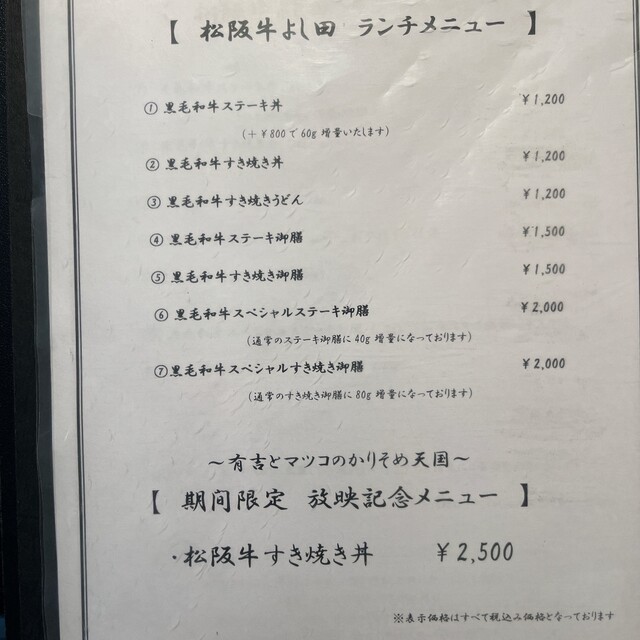 【 松阪牛よし田 ランチメニュー 】
① 黒毛和牛ステーキ丼 ¥1,200
(＋¥800で60g 増量いたします)
② 黒毛和牛すき焼き丼 ¥1,200
③ 黒毛和牛すき焼きうどん ¥1,200
④ 黒毛和牛ステーキ御膳 ¥1,500
⑤ 黒毛和牛すき焼き御膳 ¥1,500
⑥ 黒毛和牛スペシャルステーキ御膳 ¥2,000
(通常のステーキ御膳に 40g 増量になっております)
⑦黒毛和牛スペシャルすき焼き御膳 ¥2,000
(通常のすき焼き御膳に 80g 増量になっております)
～有吉とマツコのかりそめ天国～
【 期間限定 放映記念メニュー 】
・松阪牛すき焼き丼 ¥2,500
※表示価格はすべて税込み価格となっております